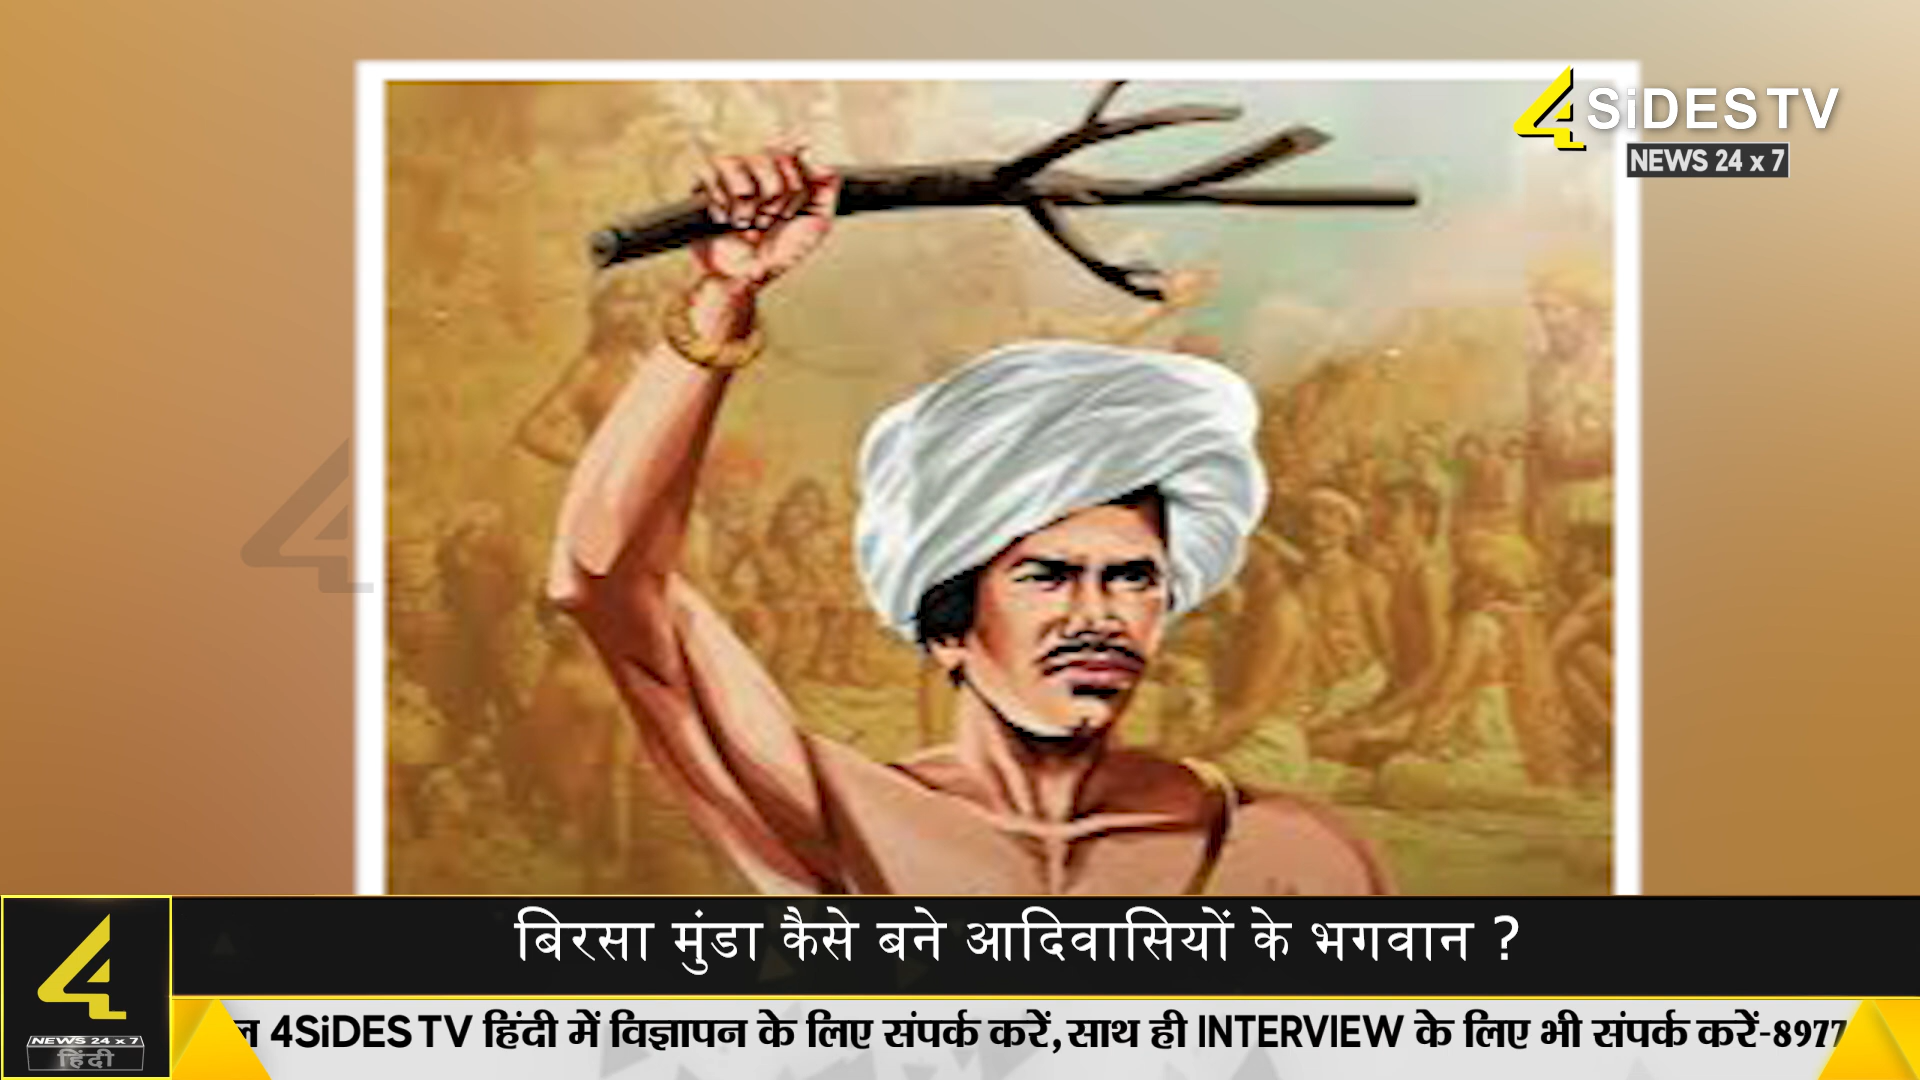 4SiDES TV
NEWS 24 x 7
बिरसा मुंडा कैसे बने आदिवासियों के भगवान ?
4SiDES TV हिंदी में विज्ञापन के लिए संपर्क करें, साथ ही INTERVIEW के लिए भी संपर्क करें-8977
4
NEWS 24 x 7
हिंदी